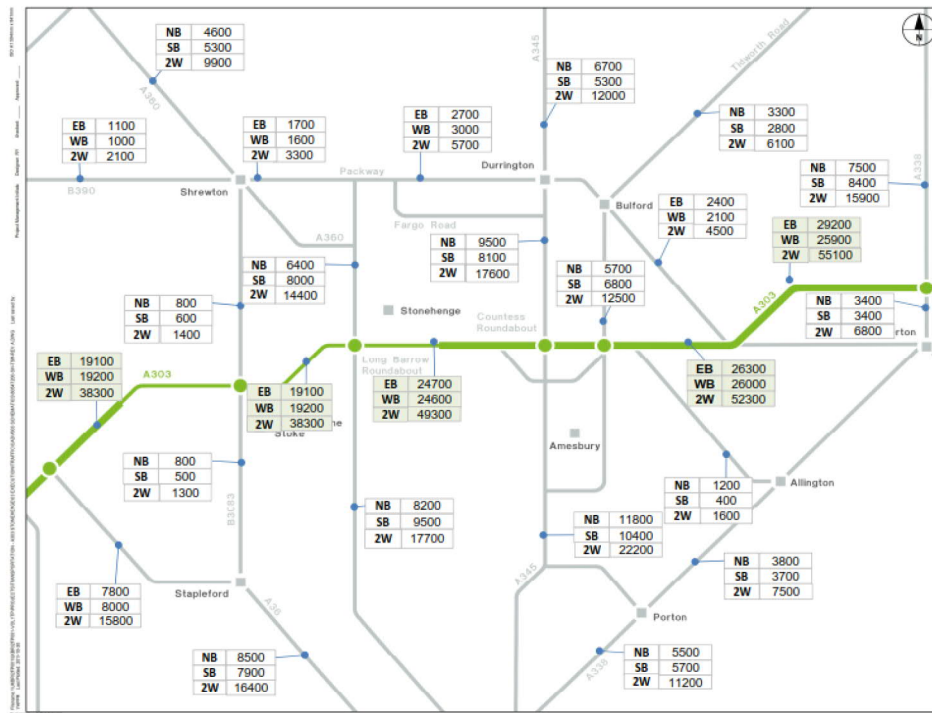 N
A345
Tidworth Road
NB 4600
SB 5300
2W 9900
A360
NB 6700
SB 5300
2W 12000
EB 1100
WB 1000
2W 2100
EB 1700
WB 1600
2W 3300
EB 2700
WB 3000
2W 5700
NB 3300
SB 2800
2W 6100
A338
Durrington
Packway
B390
Shrewton
NB 7500
SB 8400
2W 15900
Bulford
EB 2400
WB 2100
2W 4500
Fargo Road
A360
EB 29200
WB 25900
2W 55100
NB 9500
SB 8100
2W 17600
NB 6400
SB 8000
2W 14400
NB 5700
SB 6800
2W 12500
NB 800
SB 600
2W 1400
Stonehenge
Countess
Roundabout
A303
NB 3400
SB 3400
2W 6800
rton
Long Barrow
Roundabout
EB 19100
WB 19200
2W 38300
A303
EB 19100
WB 19200
2W 38300
Stoke
ne
EB 24700
WB 24600
2W 49300
EB 26300
WB 26000
2W 52300
Amesbury
NB 800
SB 500
2W 1300
B3083
NB 1200
SB 400
2W 1600
Allington
NB 8200
SB 9500
2W 17700
NB 11800
SB 10400
2W 22200
NB 3800
SB 3700
2W 7500
A345
EB 7800
WB 8000
2W 15800
Stapleford
A36
Porton
NB 8500
SB 7900
2W 16400
A338
NB 5500
SB 5700
2W 11200